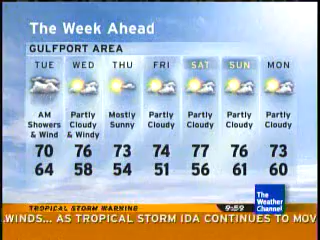 The Week Ahead
GULFPORT AREA
TUE WED THU FRI SAT SUN MON
AM Showers & Wind
Partly Cloudy & Windy
Mostly Sunny
Partly Cloudy
Partly Cloudy
Partly Cloudy
Partly Cloudy
70 76 73 74 77 76 73
64 58 54 51 56 61 60
The Weather Channel
TROPICAL STORM WARNING 9:59
..WINDS... AS TROPICAL STORM IDA CONTINUES TO MOV